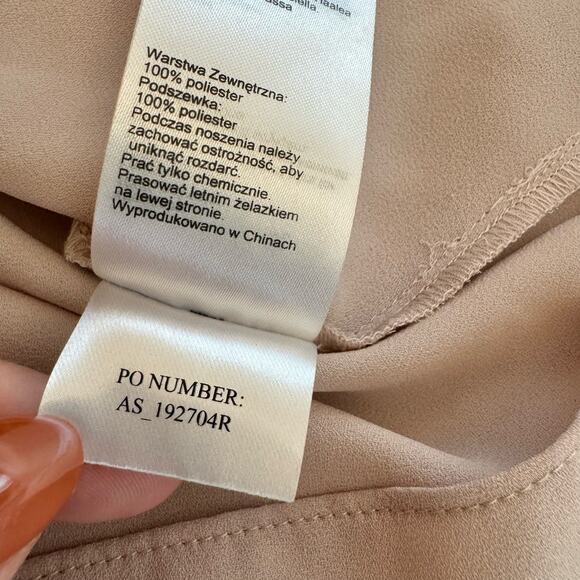 haalea
Warstwa Zewnętrzna:
100% poliester
Podszewka:
100% poliester
Podczas noszenia należy
zachować ostrożność, aby
uniknąć rozdarć.
Prać tylko chemicznie.
Prasować letnim żelazkiem
na lewej stronie.
Wyprodukowano w Chinach
PO NUMBER:
AS_192704R